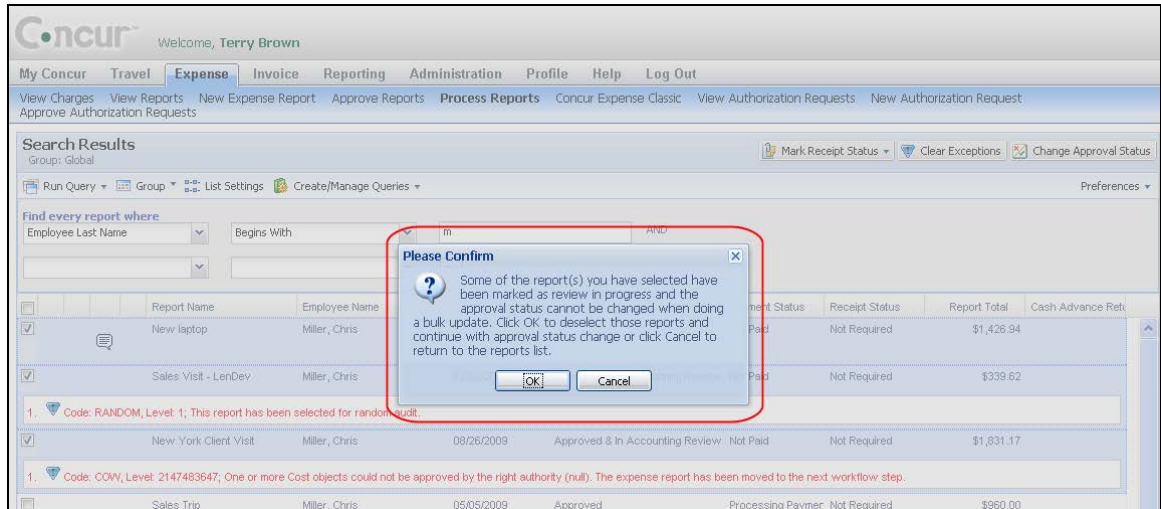 Concur™ Welcome, Terry Brown
My Concur Travel Expense Invoice Reporting Administration Profile Help Log Out
View Charges View Reports New Expense Report Approve Reports Process Reports Concur Expense Classic View Authorization Requests New Authorization Request
Approve Authorization Requests
Search Results
Group: Global
Mark Receipt Status Clear Exceptions Change Approval Status
Run Query Group List Settings Create/Manage Queries Preferences
Find every report where
Employee Last Name Begins With m AND
Please Confirm
Some of the report(s) you have selected have
been marked as review in progress and the
approval status cannot be changed when doing
a bulk update. Click OK to deselect those reports and
continue with approval status change or click Cancel to
return to the reports list.
OK Cancel
Report Name Employee Name Status Receipt Status Report Total Cash Advance Retu
New laptop Miller, Chris Paid Not Required $1,426.94
Sales Visit - LenDev Miller, Chris Paid Not Required $339.62
1. Code: RANDOM, Level: 1; This report has been selected for random audit.
New York Client Visit Miller, Chris 08/26/2009 Approved & In Accounting Review Not Paid Not Required $1,831.17
1. Code: COW, Level: 2147483647; One or more Cost objects could not be approved by the right authority (null). The expense report has been moved to the next workflow step.
Sales Trip Miller, Chris 05/05/2009 Approved Processing Paymer Not Required $960.00